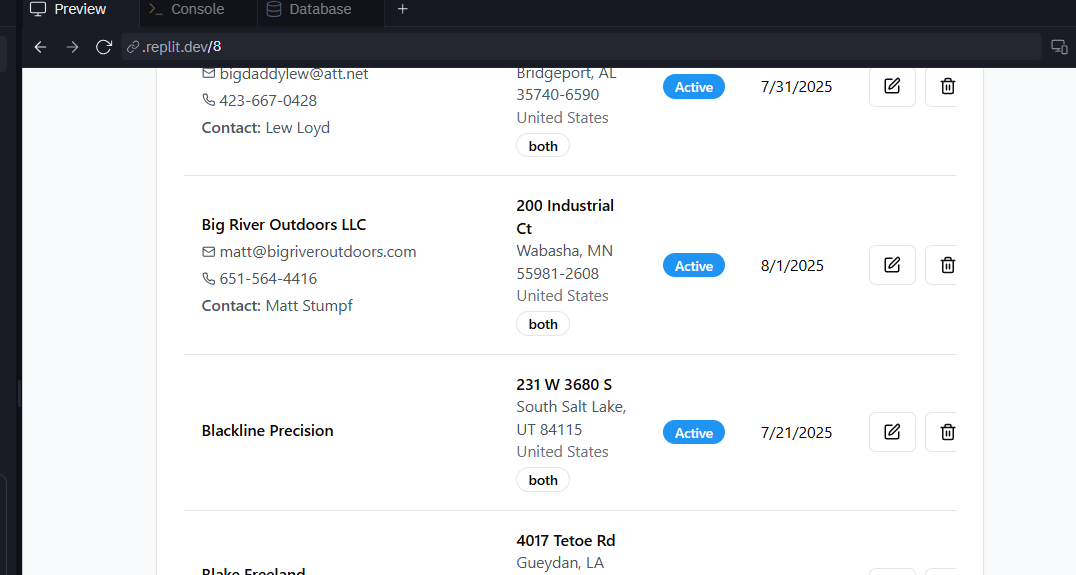 Preview
Console
Database
.replit.dev/8
bigdaddylew@att.net
423-667-0428
Contact: Lew Loyd
Bridgeport, AL
35740-6590
United States
both
Active
7/31/2025
Big River Outdoors LLC
matt@bigriveroutdoors.com
651-564-4416
Contact: Matt Stumpf
200 Industrial
Ct
Wabasha, MN
55981-2608
United States
both
Active
8/1/2025
Blackline Precision
231 W 3680 S
South Salt Lake,
UT 84115
United States
both
Active
7/21/2025
Blake Freeland
4017 Tetoe Rd
Gueydan, LA